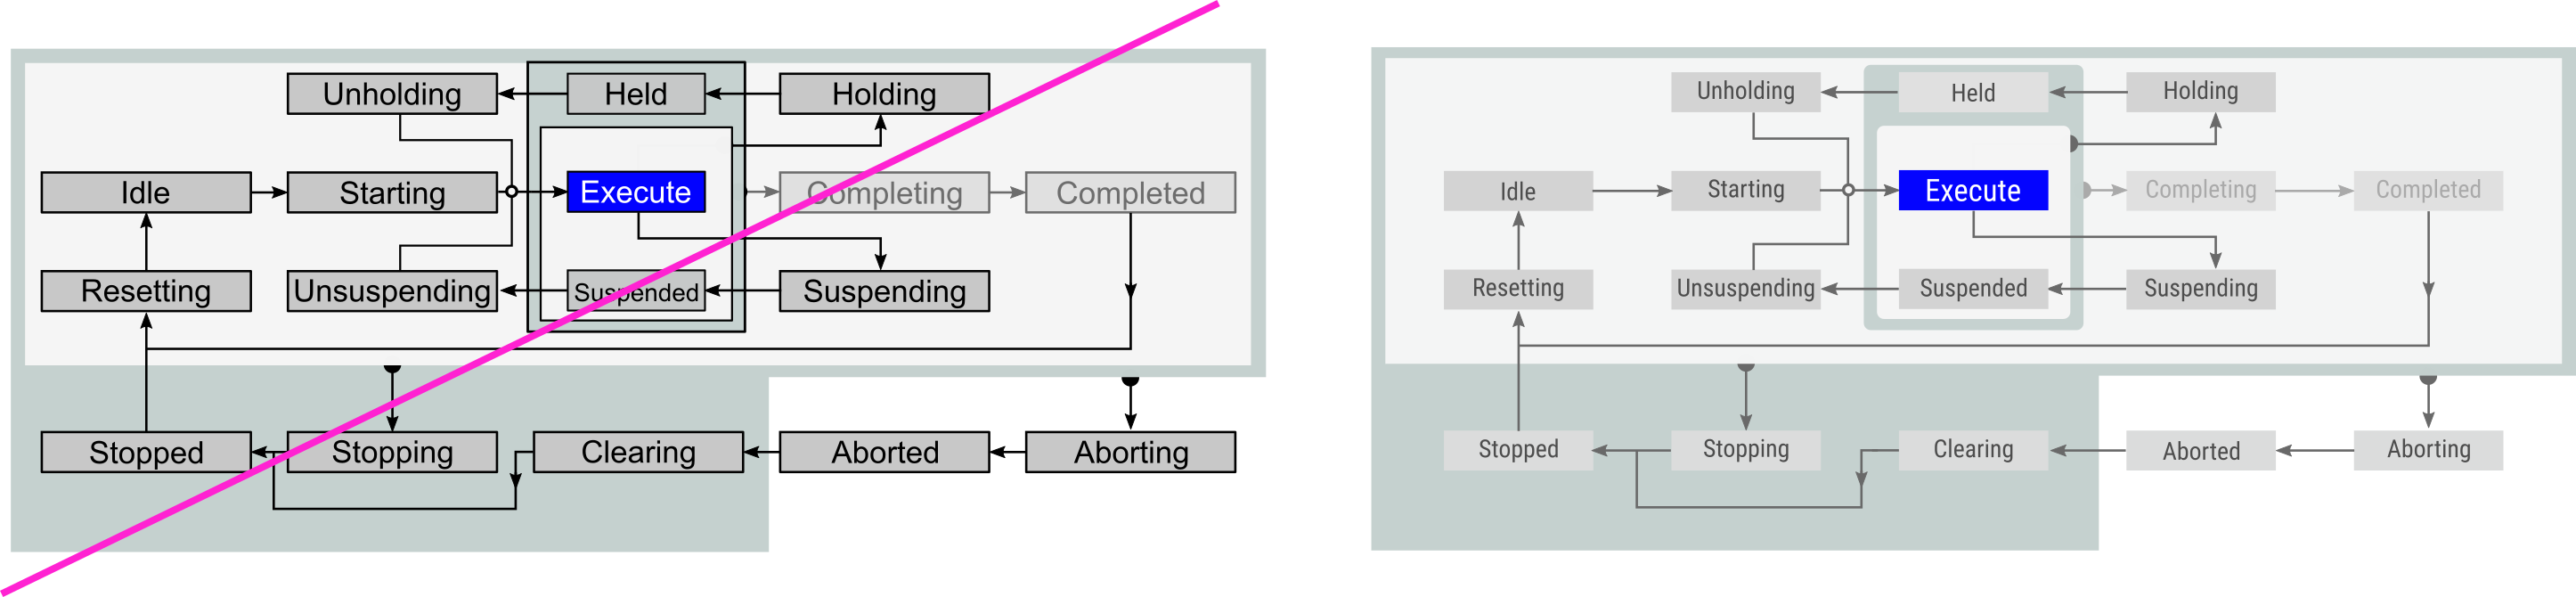 Unholding
Held
Holding
Idle
Starting
Execute
Completing
Completed
Resetting
Unsuspending
Suspended
Suspending
Stopped
Stopping
Clearing
Aborted
Aborting
Unholding
Held
Holding
Idle
Starting
Execute
Completing
Completed
Resetting
Unsuspending
Suspended
Suspending
Stopped
Stopping
Clearing
Aborted
Aborting